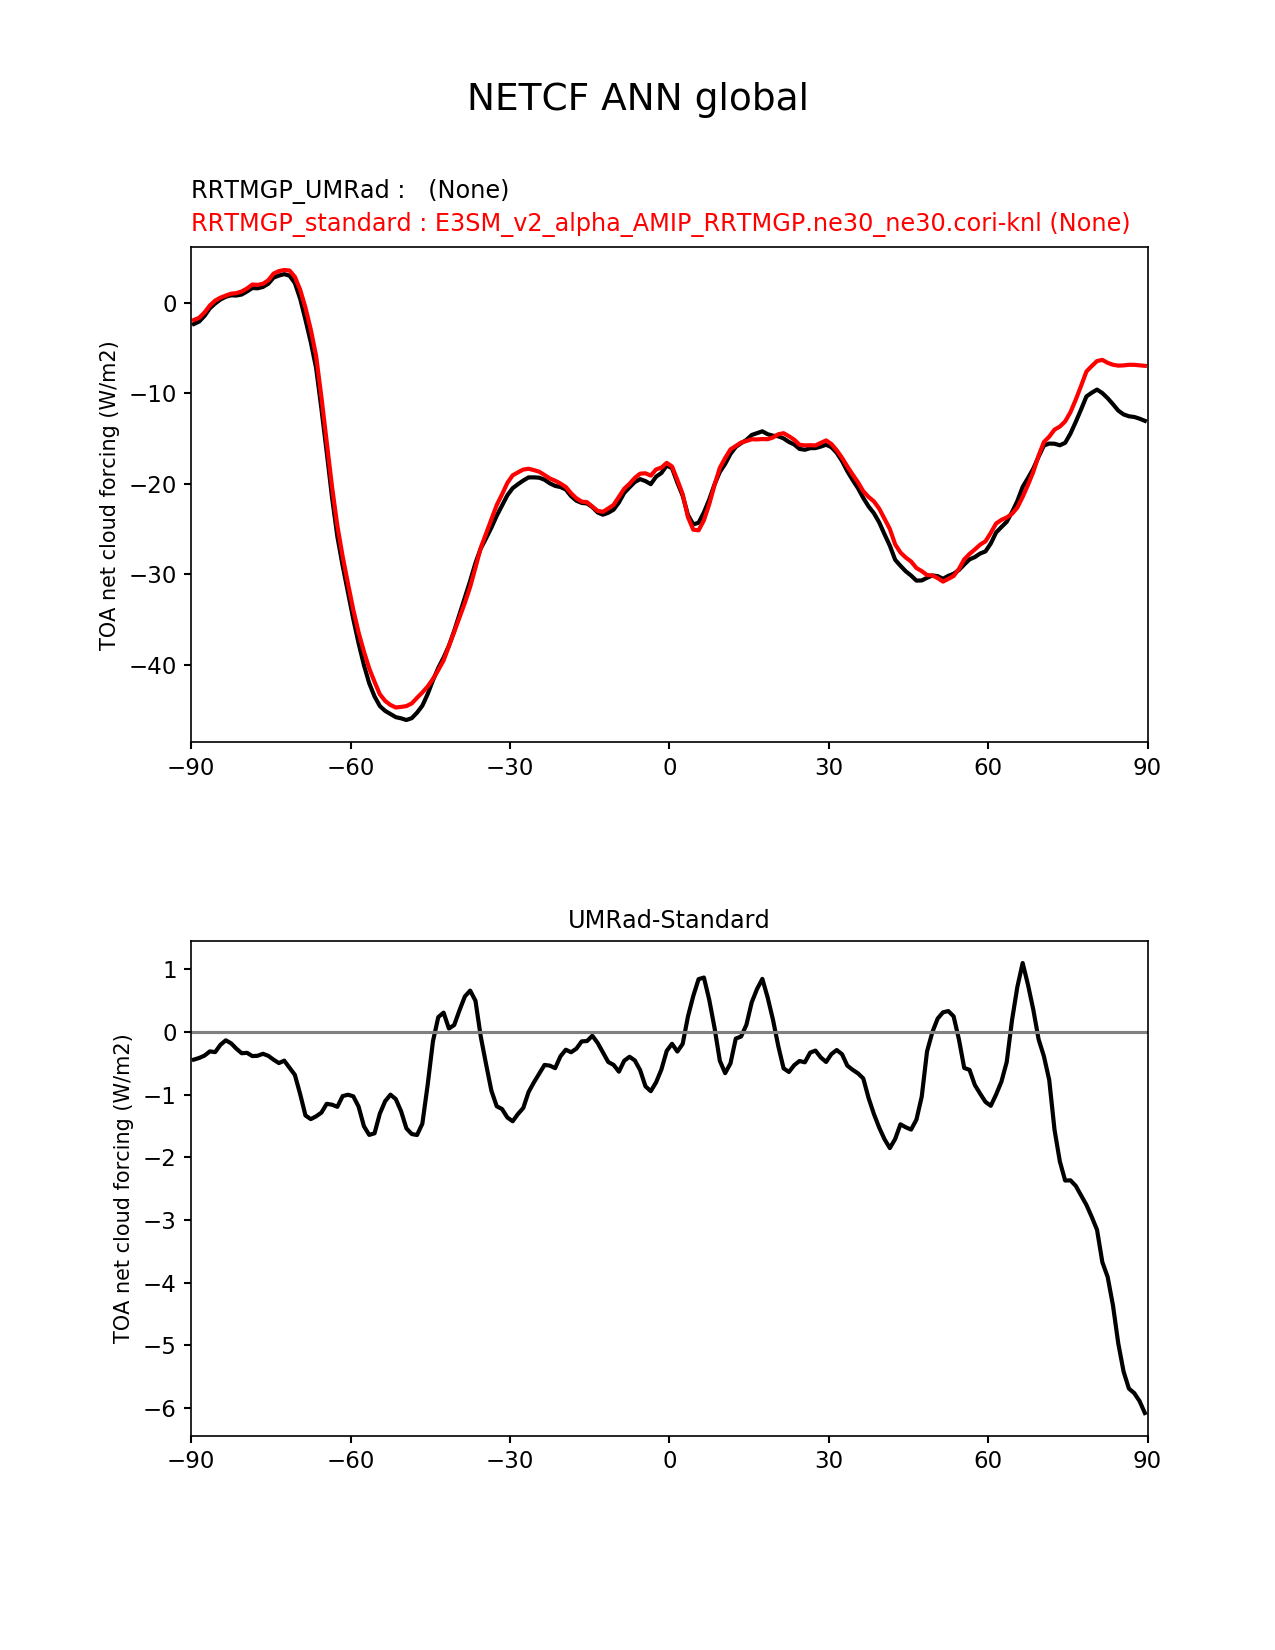 NETCF ANN global
RRTMGP_UMRad :   (None)
RRTMGP_standard : E3SM_v2_alpha_AMIP_RRTMGP.ne30_ne30.cori-knl (None)
TOA net cloud forcing (W/m2)
0
−10
−20
−30
−40
−90 −60 −30 0 30 60 90
UMRad-Standard
TOA net cloud forcing (W/m2)
1
0
−1
−2
−3
−4
−5
−6
−90 −60 −30 0 30 60 90